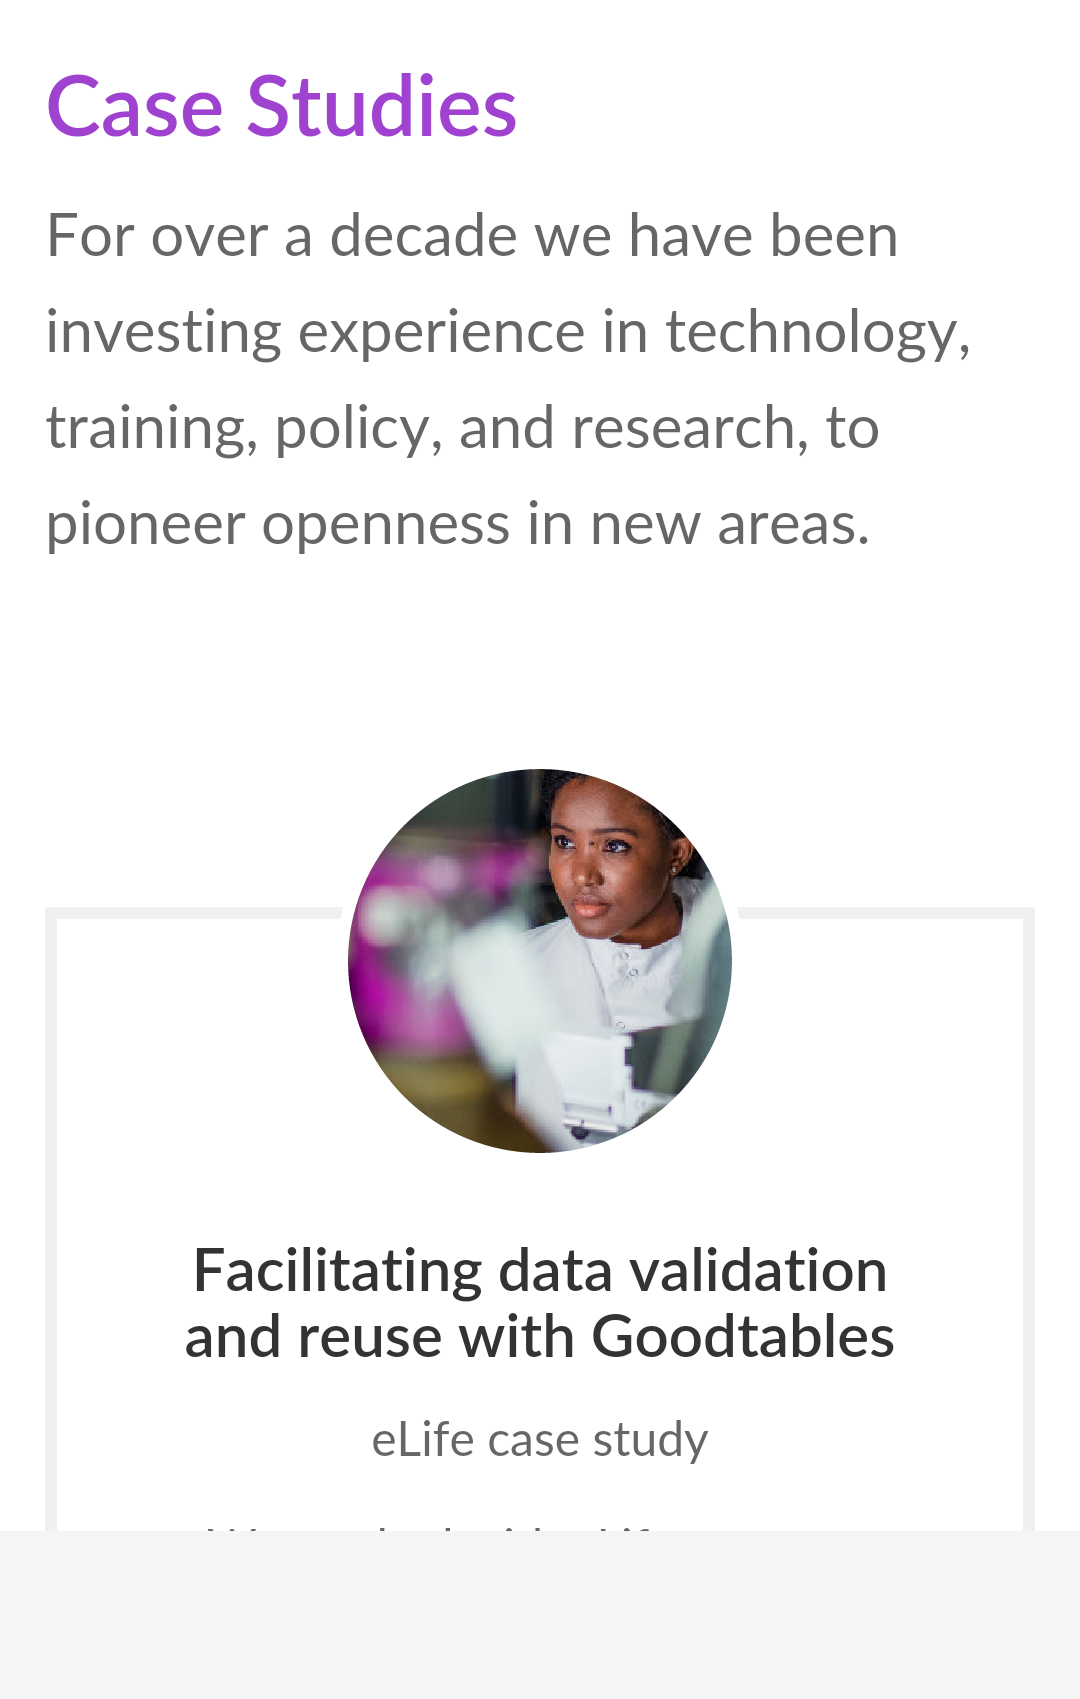 Case Studies
For over a decade we have been
investing experience in technology,
training, policy, and research, to
pioneer openness in new areas.
Facilitating data validation
and reuse with Goodtables
eLife case study